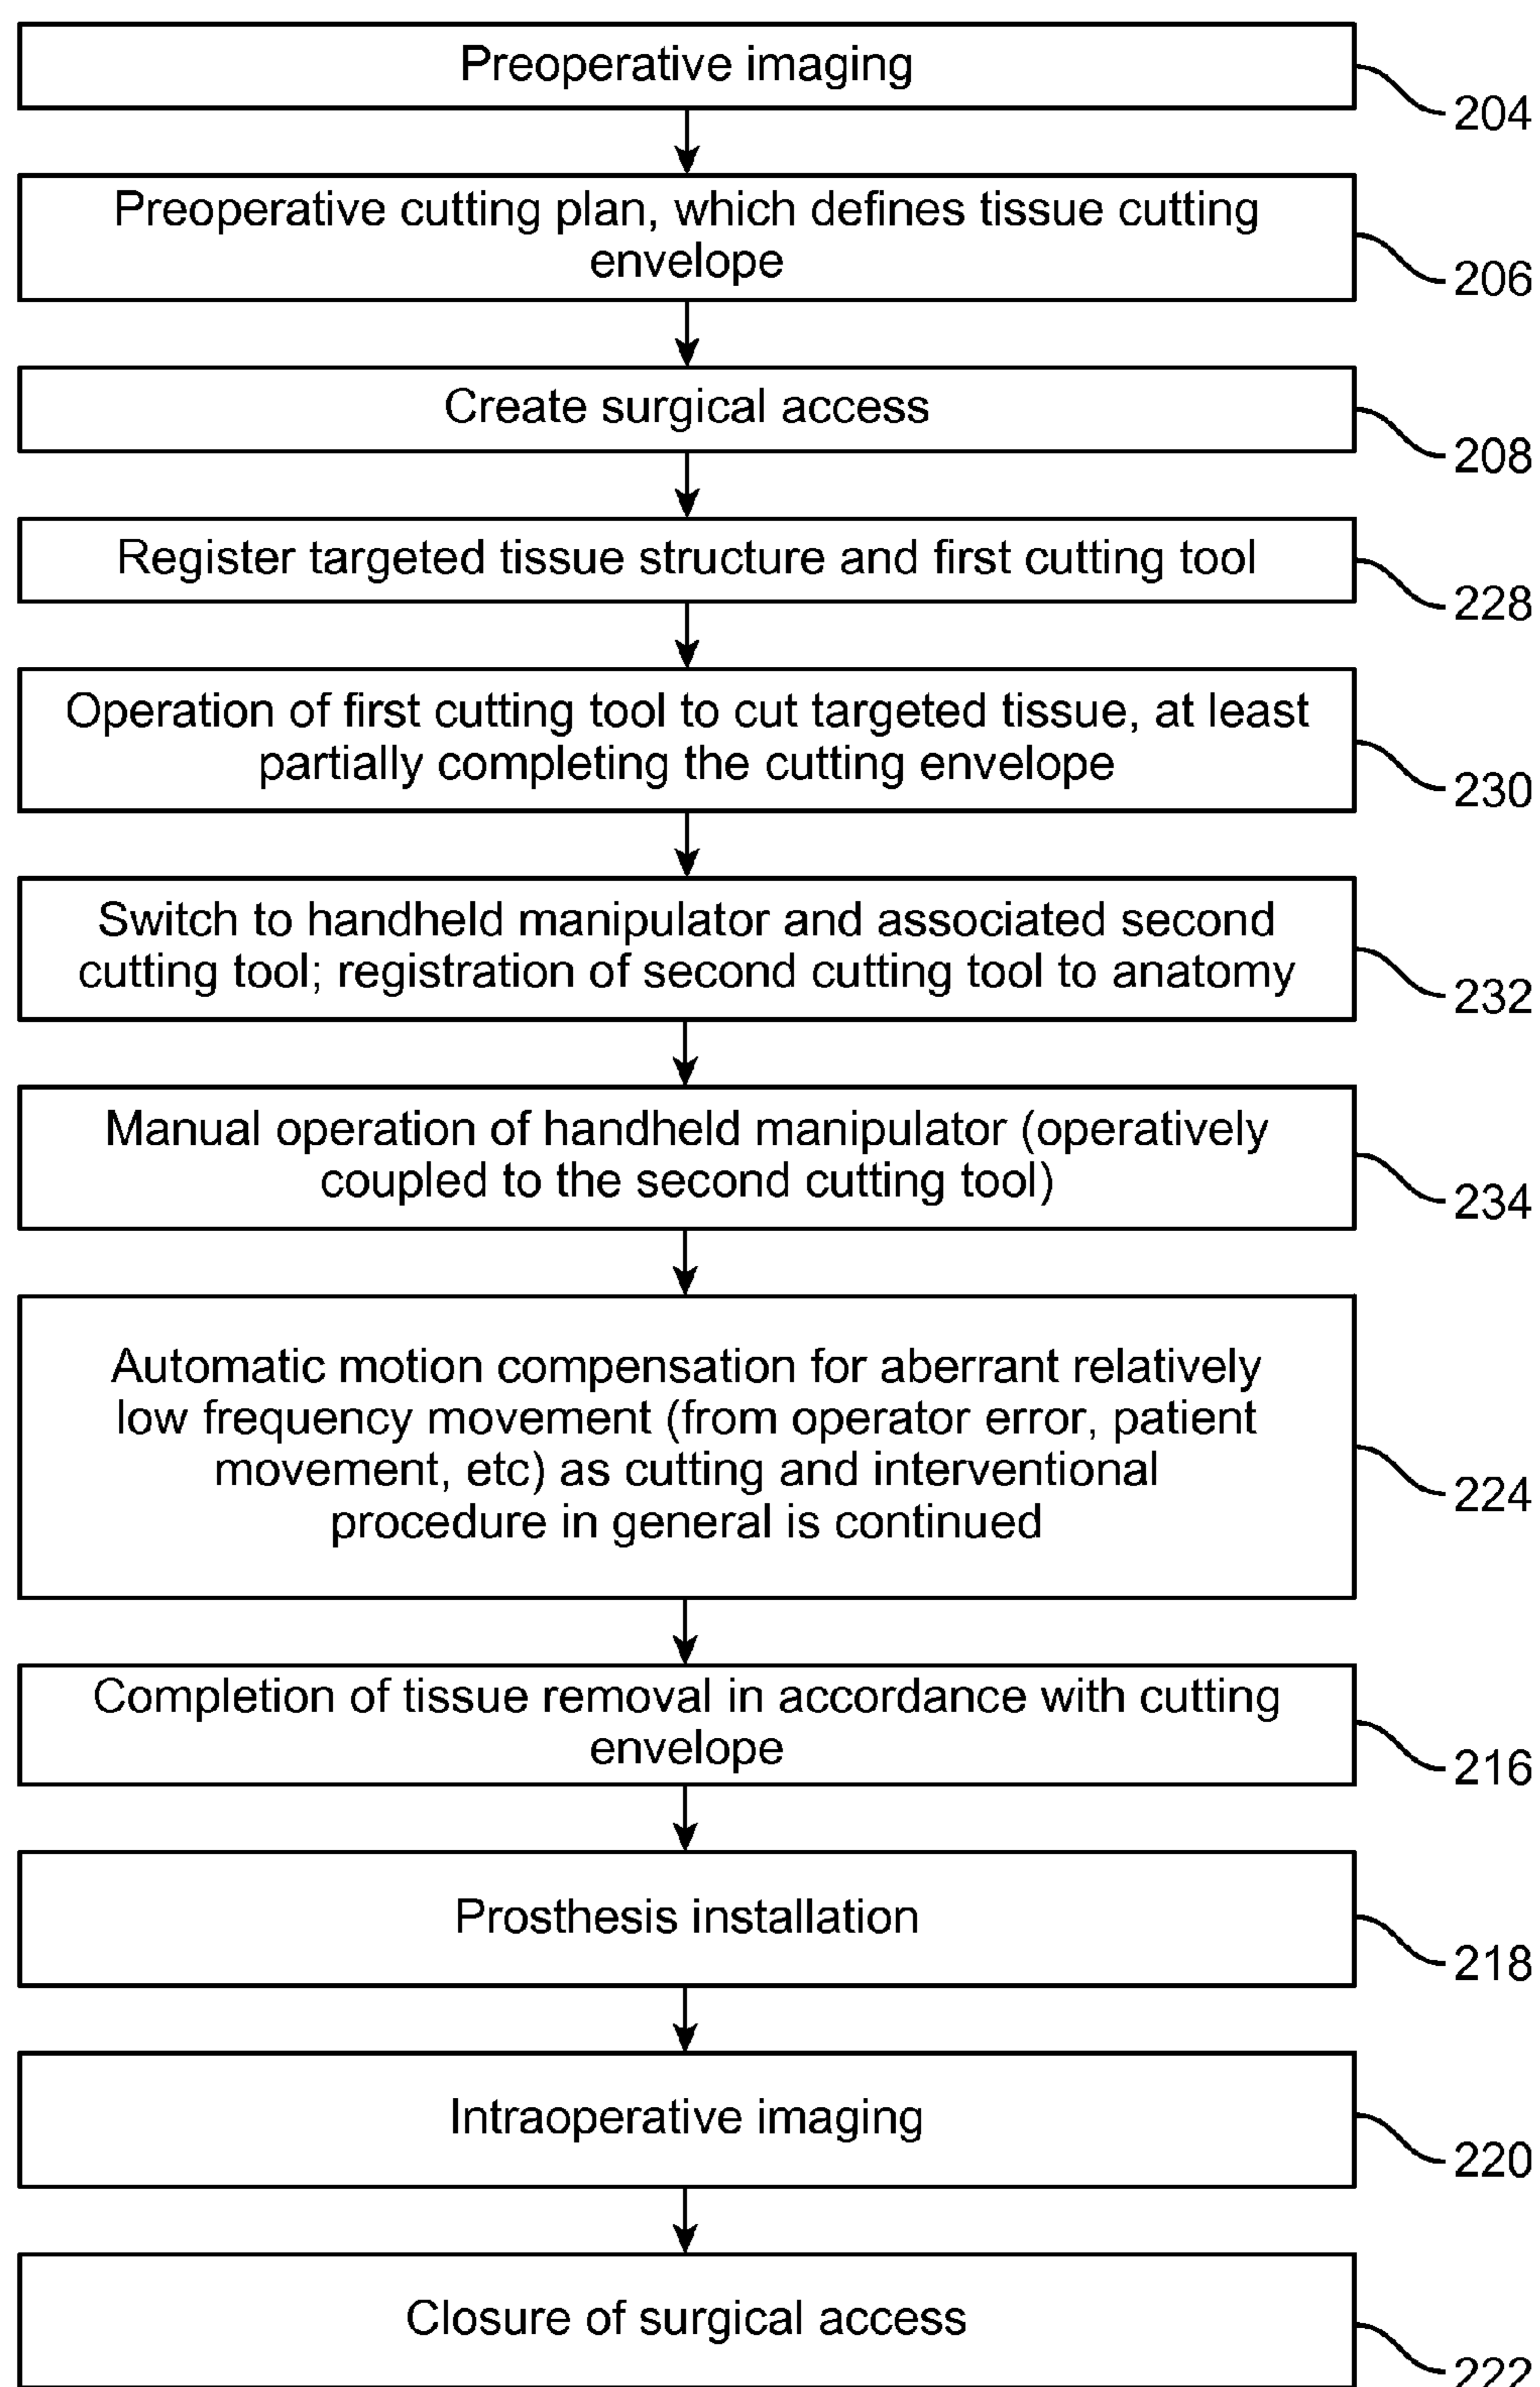 Preoperative imaging
204
Preoperative cutting plan, which defines tissue cutting
envelope
206
Create surgical access
208
Register targeted tissue structure and first cutting tool
228
Operation of first cutting tool to cut targeted tissue, at least
partially completing the cutting envelope
230
Switch to handheld manipulator and associated second
cutting tool; registration of second cutting tool to anatomy
232
Manual operation of handheld manipulator (operatively
coupled to the second cutting tool)
234
Automatic motion compensation for aberrant relatively
low frequency movement (from operator error, patient
movement, etc) as cutting and interventional
procedure in general is continued
224
Completion of tissue removal in accordance with cutting
envelope
216
Prosthesis installation
218
Intraoperative imaging
220
Closure of surgical access
222